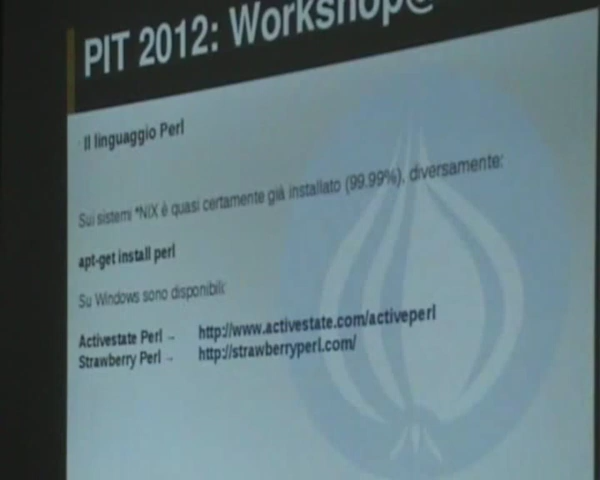 PIT 2012: Workshop@
Il linguaggio Perl
Sui sistemi *NIX è quasi certamente già installato (99.99%), diversamente:
apt-get install perl
Su Windows sono disponibili:
Activestate Perl – http://www.activestate.com/activeperl
Strawberry Perl – http://strawberryperl.com/